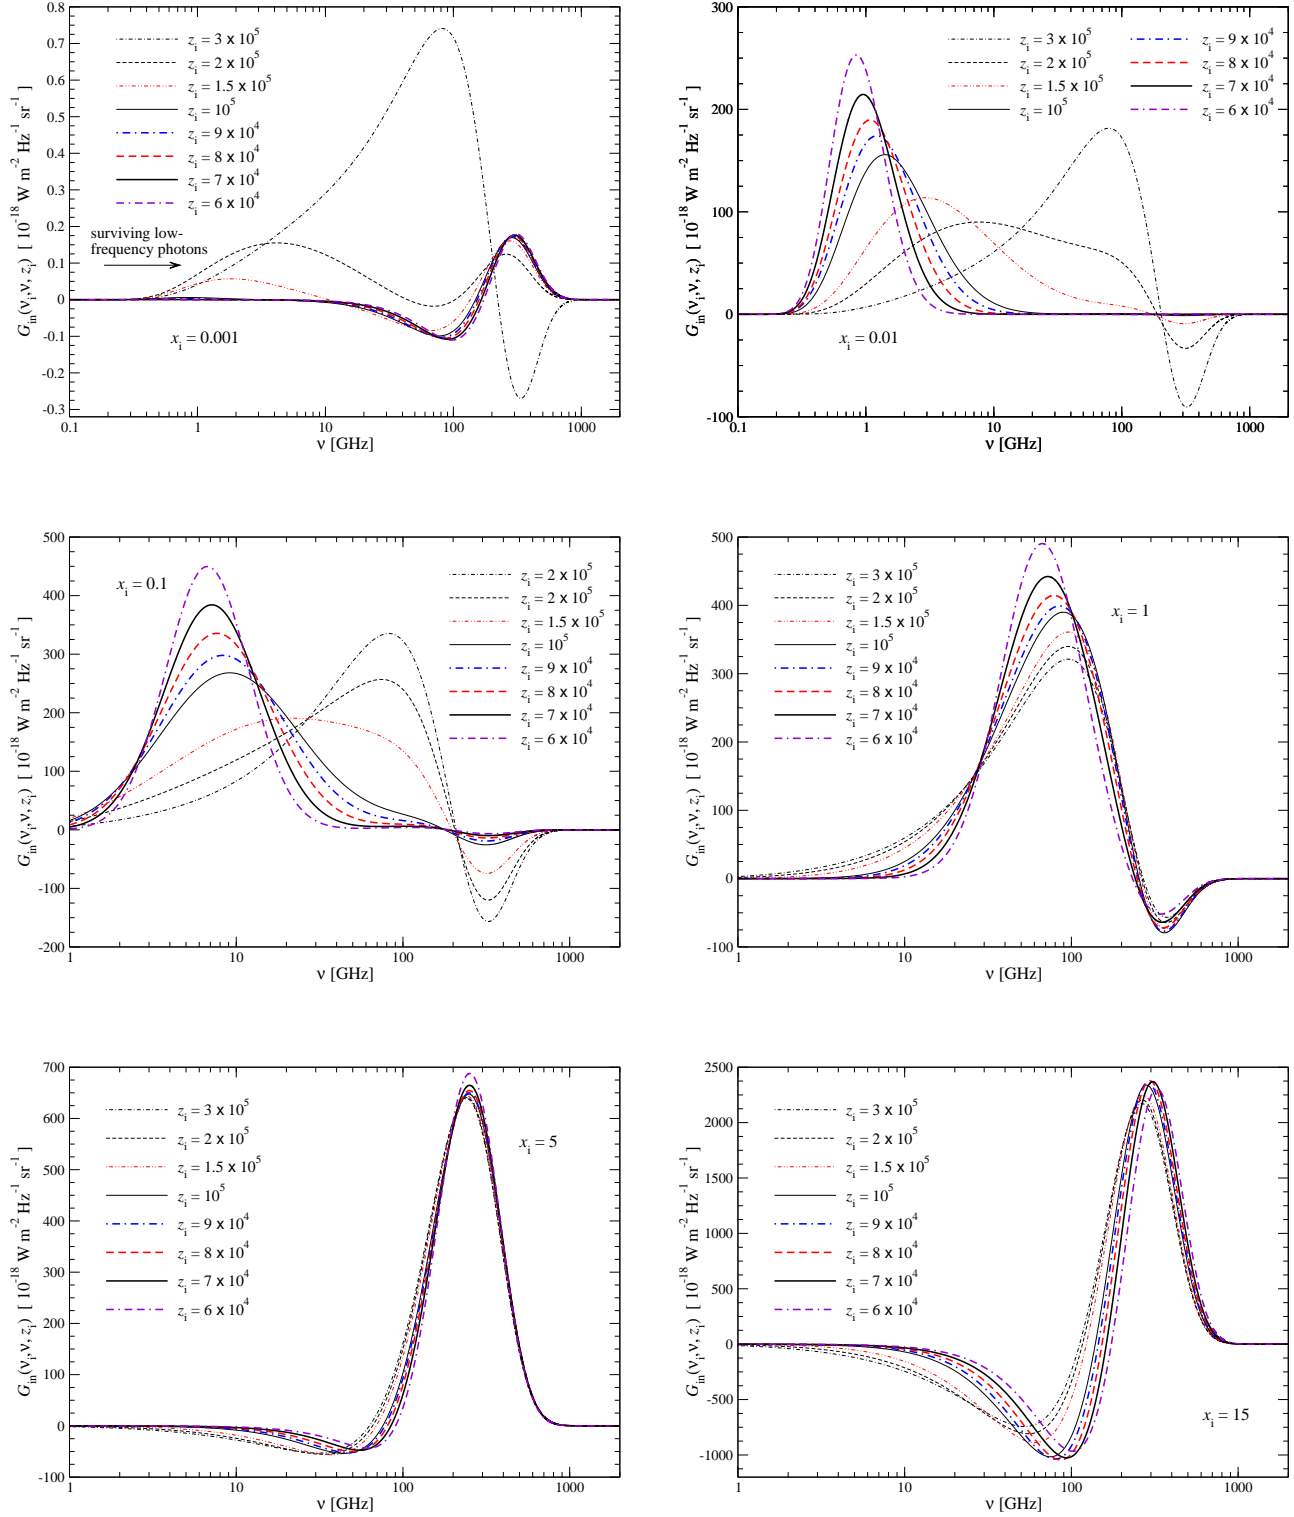 0.8
0.7
0.6
0.5
0.4
0.3
0.2
0.1
0
-0.1
-0.2
-0.3
G_in(ν_i,ν, z_i) [ 10^-18 W m^-2 Hz^-1 sr^-1 ]
z_i = 3 x 10^5
z_i = 2 x 10^5
z_i = 1.5 x 10^5
z_i = 10^5
z_i = 9 x 10^4
z_i = 8 x 10^4
z_i = 7 x 10^4
z_i = 6 x 10^4
surviving low-
frequency photons
x_i = 0.001
0.1 1 10 100 1000
ν [GHz]
300
250
200
150
100
50
0
-50
-100
G_in(ν_i,ν, z_i) [ 10^-18 W m^-2 Hz^-1 sr^-1 ]
z_i = 3 x 10^5
z_i = 2 x 10^5
z_i = 1.5 x 10^5
z_i = 10^5
z_i = 9 x 10^4
z_i = 8 x 10^4
z_i = 7 x 10^4
z_i = 6 x 10^4
x_i = 0.01
0.1 1 10 100 1000
ν [GHz]
500
400
300
200
100
0
-100
-200
G_in(ν_i,ν, z_i) [ 10^-18 W m^-2 Hz^-1 sr^-1 ]
x_i = 0.1
z_i = 2 x 10^5
z_i = 2 x 10^5
z_i = 1.5 x 10^5
z_i = 10^5
z_i = 9 x 10^4
z_i = 8 x 10^4
z_i = 7 x 10^4
z_i = 6 x 10^4
1 10 100 1000
ν [GHz]
500
450
400
350
300
250
200
150
100
50
0
-50
-100
G_in(ν_i,ν, z_i) [ 10^-18 W m^-2 Hz^-1 sr^-1 ]
z_i = 3 x 10^5
z_i = 2 x 10^5
z_i = 1.5 x 10^5
z_i = 10^5
z_i = 9 x 10^4
z_i = 8 x 10^4
z_i = 7 x 10^4
z_i = 6 x 10^4
x_i = 1
1 10 100 1000
ν [GHz]
700
600
500
400
300
200
100
0
-100
G_in(ν_i,ν, z_i) [ 10^-18 W m^-2 Hz^-1 sr^-1 ]
z_i = 3 x 10^5
z_i = 2 x 10^5
z_i = 1.5 x 10^5
z_i = 10^5
z_i = 9 x 10^4
z_i = 8 x 10^4
z_i = 7 x 10^4
z_i = 6 x 10^4
x_i = 5
1 10 100 1000
ν [GHz]
2500
2000
1500
1000
500
0
-500
-1000
G_in(ν_i,ν, z_i) [ 10^-18 W m^-2 Hz^-1 sr^-1 ]
z_i = 3 x 10^5
z_i = 2 x 10^5
z_i = 1.5 x 10^5
z_i = 10^5
z_i = 9 x 10^4
z_i = 8 x 10^4
z_i = 7 x 10^4
z_i = 6 x 10^4
x_i = 15
1 10 100 1000
ν [GHz]